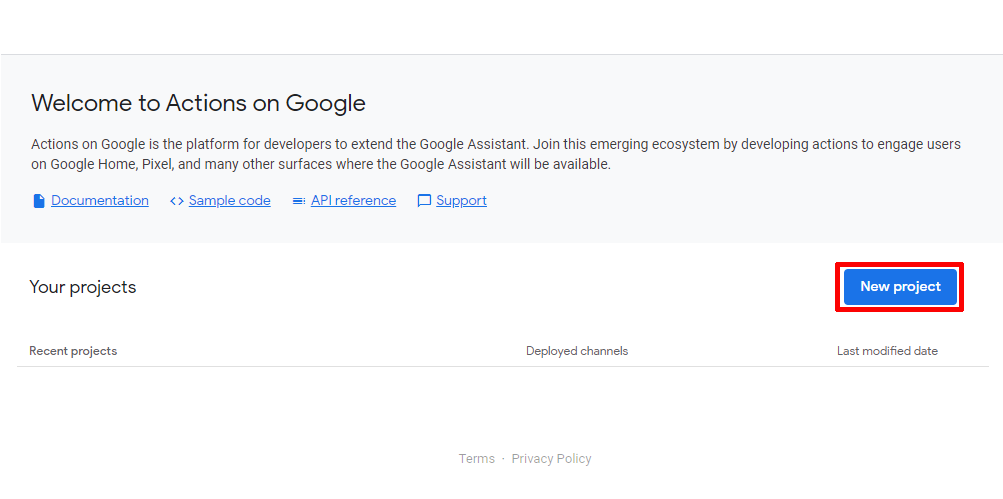 Welcome to Actions on Google
Actions on Google is the platform for developers to extend the Google Assistant. Join this emerging ecosystem by developing actions to engage users
on Google Home, Pixel, and many other surfaces where the Google Assistant will be available.
Documentation Sample code API reference Support
Your projects New project
Recent projects Deployed channels Last modified date
Terms · Privacy Policy